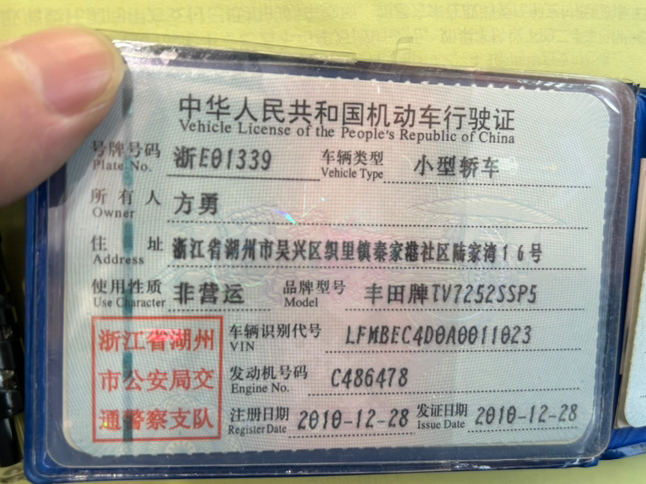 中华人民共和国机动车行驶证
Vehicle License of the People's Republic of China
号牌号码 浙E01339 车辆类型 小型轿车
Plate No. Vehicle Type
所有人 方勇
Owner
住址 浙江省湖州市吴兴区织里镇秦家港社区陆家湾16号
Address
使用性质 非营运 品牌型号 丰田牌TV7252SSP5
Use Character Model
浙江省湖州
市公安局交
通警察支队
车辆识别代号 LFMBEC4D0A0011023
VIN
发动机号码 C486478
Engine No.
注册日期 2010-12-28 发证日期 2010-12-28
Register Date Issue Date